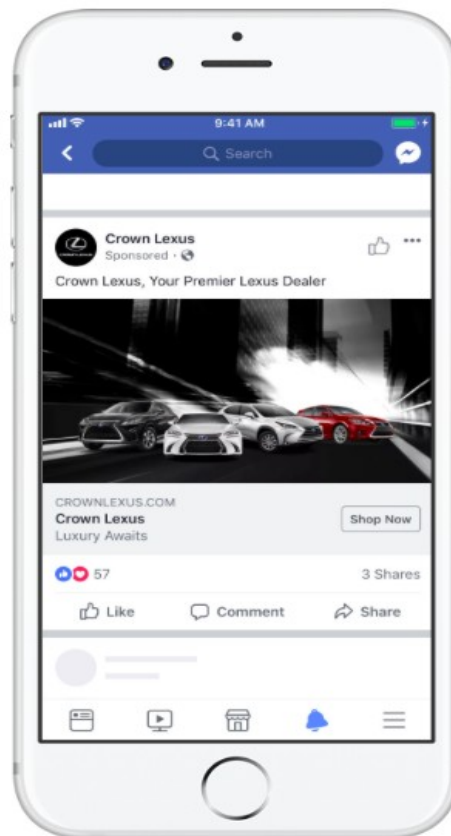 9:41 AM
Search
Crown Lexus
Sponsored ·
Crown Lexus, Your Premier Lexus Dealer
CROWNLEXUS.COM
Crown Lexus
Luxury Awaits
Shop Now
57
3 Shares
Like
Comment
Share